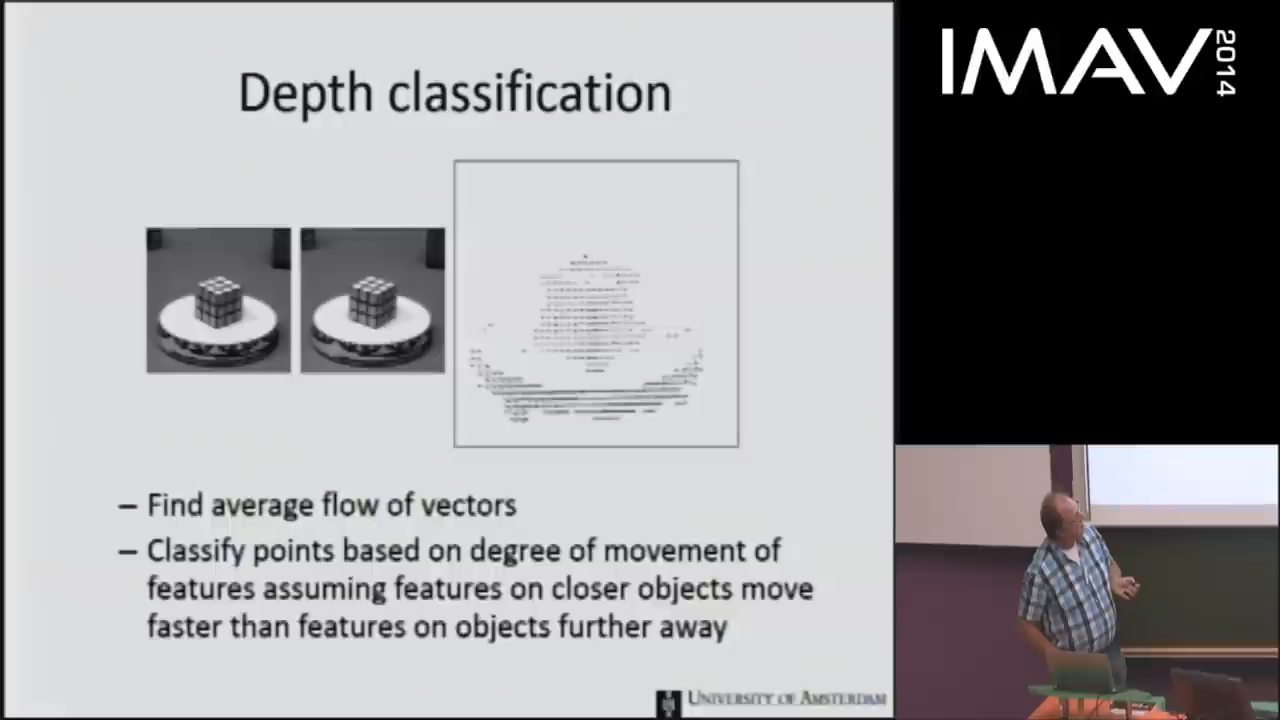 Depth classification
– Find average flow of vectors
– Classify points based on degree of movement of
features assuming features on closer objects move
faster than features on objects further away
UNIVERSITY OF AMSTERDAM
IMAV 2014